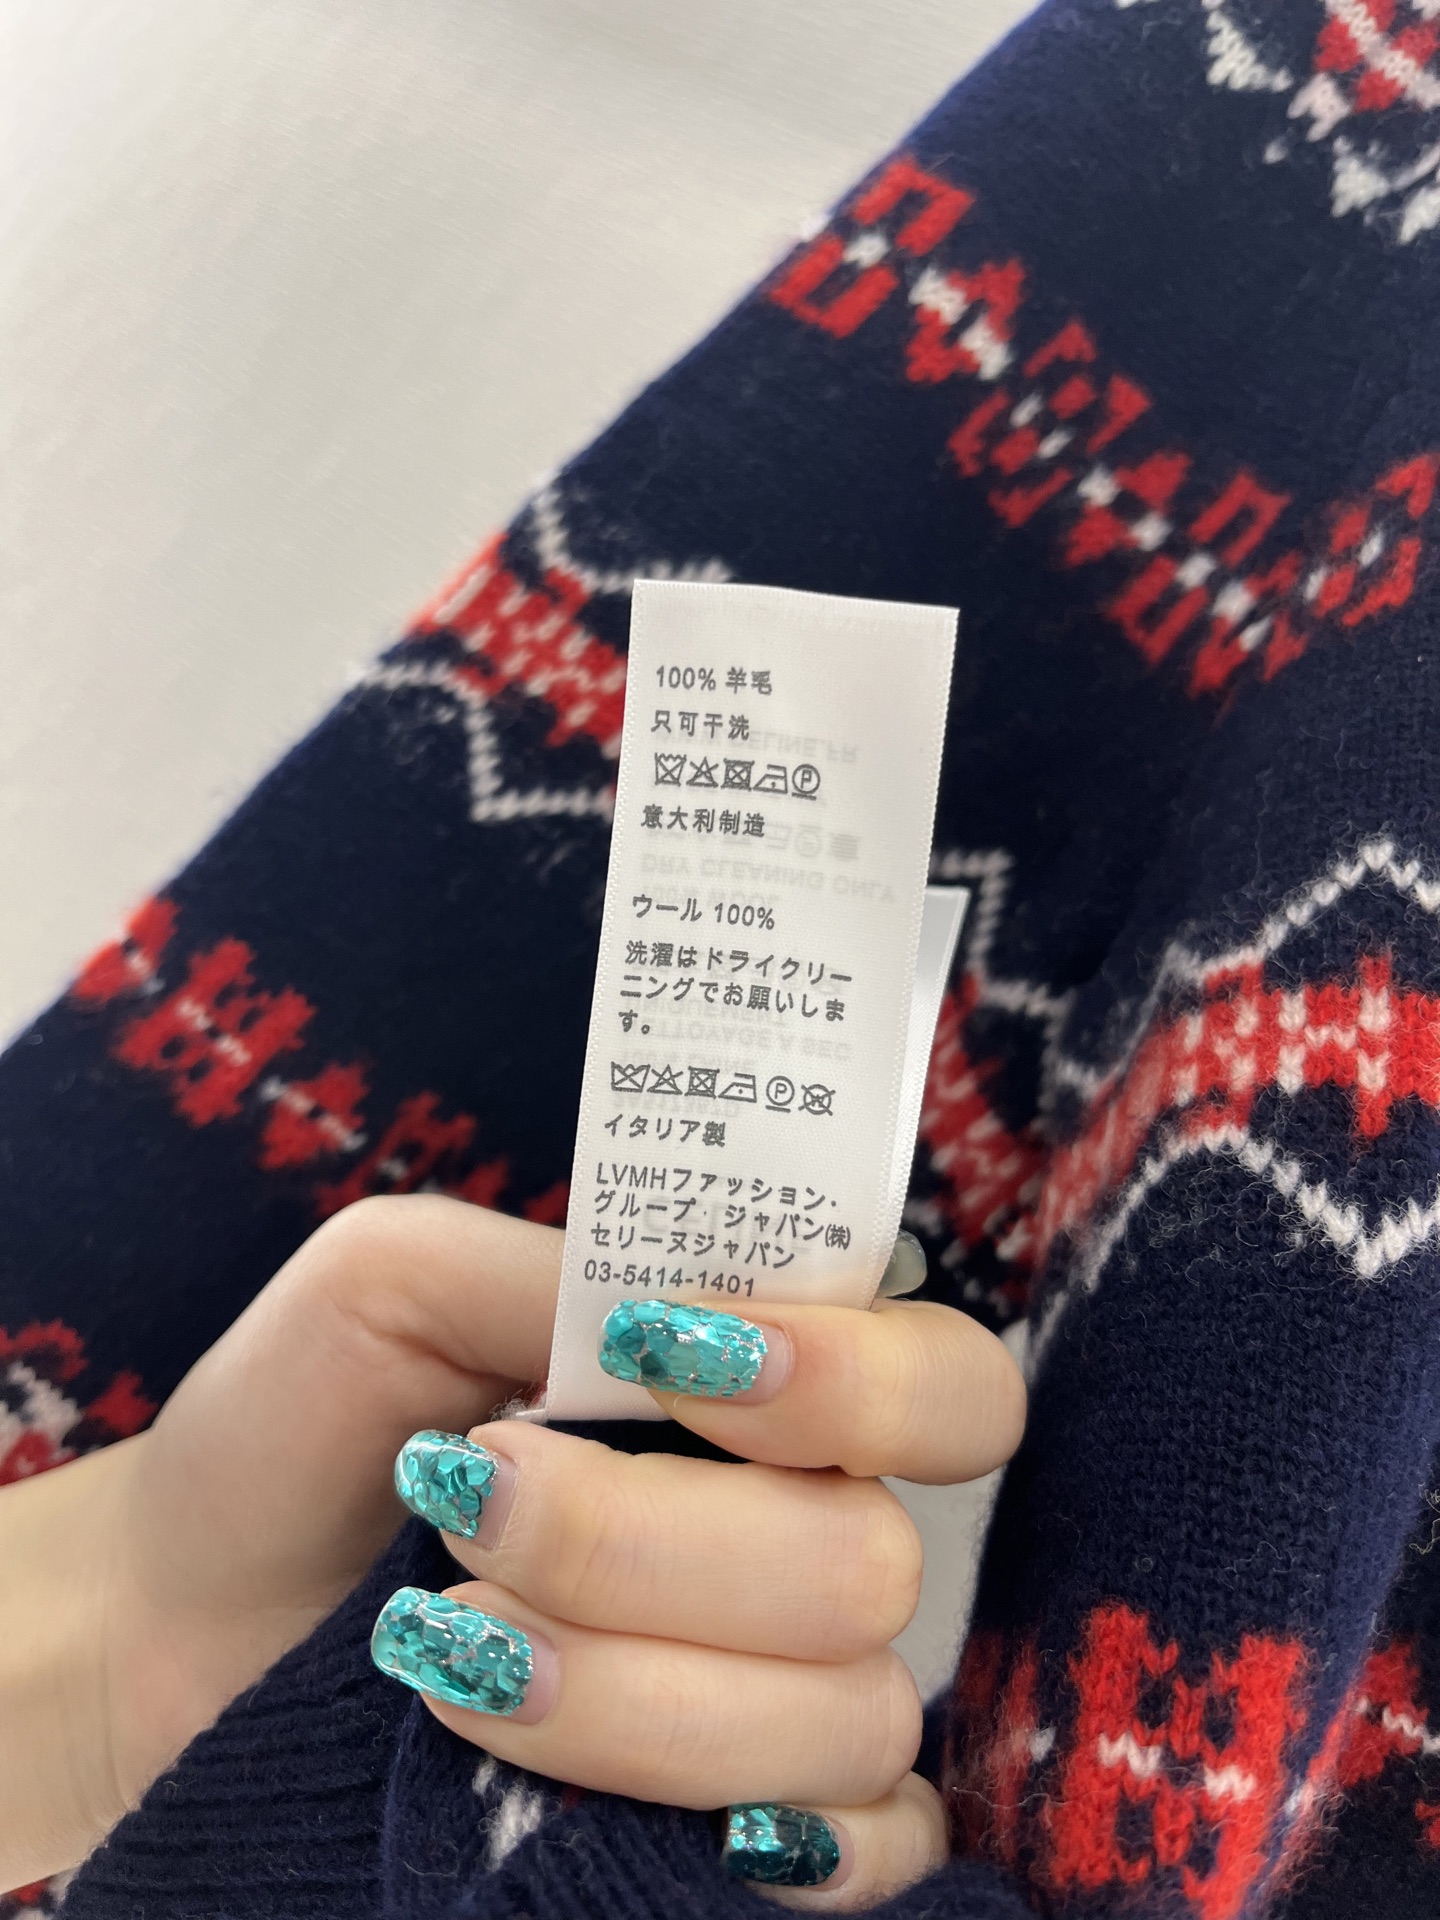 100% 羊毛
只可干洗
意大利制造
ウール 100%
洗濯はドライクリー
ニングでお願いしま
す。
イタリア製
LVMHファッション・
グループ・ジャパン㈱
セリーヌジャパン
03-5414-1401